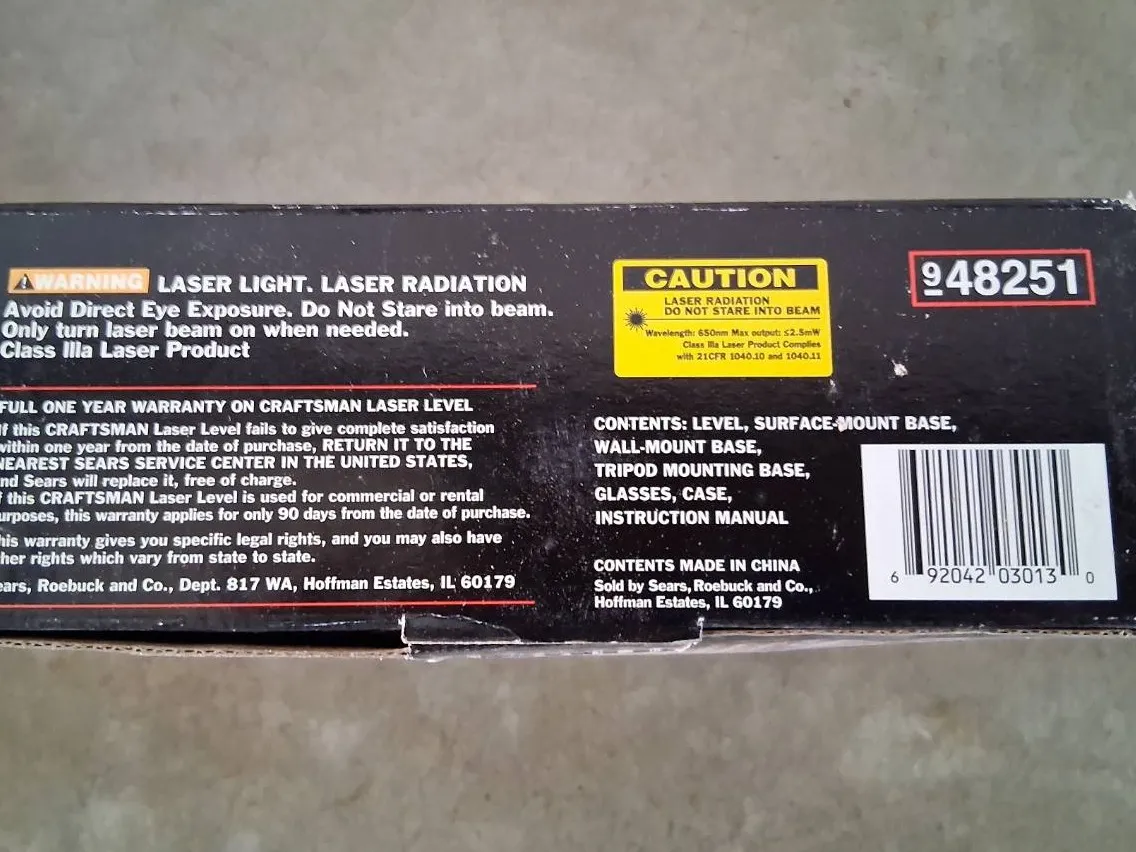 WARNING LASER LIGHT. LASER RADIATION
Avoid Direct Eye Exposure. Do Not Stare into beam.
Only turn laser beam on when needed.
Class IIIa Laser Product
FULL ONE YEAR WARRANTY ON CRAFTSMAN LASER LEVEL
If this CRAFTSMAN Laser Level fails to give complete satisfaction
within one year from the date of purchase, RETURN IT TO THE
NEAREST SEARS SERVICE CENTER IN THE UNITED STATES,
nd Sears will replace it, free of charge.
f this CRAFTSMAN Laser Level is used for commercial or rental
urposes, this warranty applies for only 90 days from the date of purchase.
his warranty gives you specific legal rights, and you may also have
her rights which vary from state to state.
ears, Roebuck and Co., Dept. 817 WA, Hoffman Estates, IL 60179
CAUTION
LASER RADIATION
DO NOT STARE INTO BEAM
Wavelength: 650nm Max output: ≤2.5mW
Class IIIa Laser Product Complies
with 21CFR 1040.10 and 1040.11
948251
CONTENTS: LEVEL, SURFACE-MOUNT BASE,
WALL-MOUNT BASE,
TRIPOD MOUNTING BASE,
GLASSES, CASE,
INSTRUCTION MANUAL
CONTENTS MADE IN CHINA
Sold by Sears, Roebuck and Co.,
Hoffman Estates, IL 60179
6 92042 03013 0